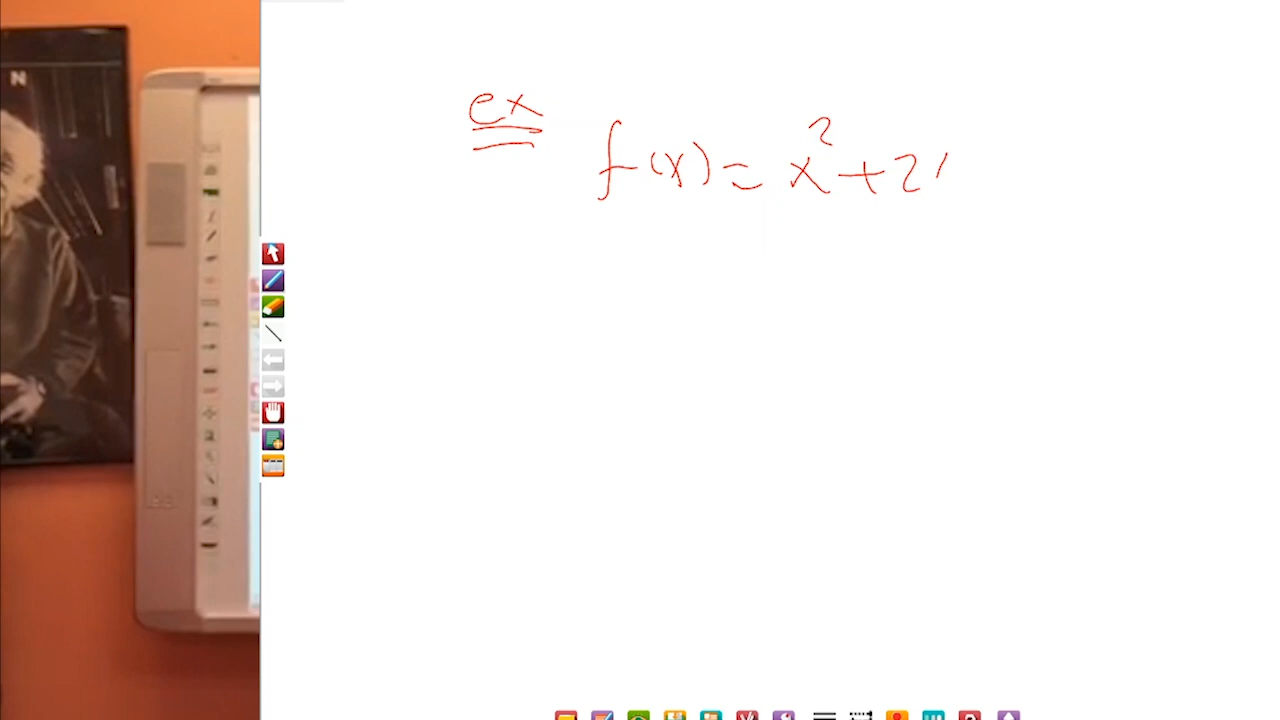 N
ex
f(x) = x² + 2